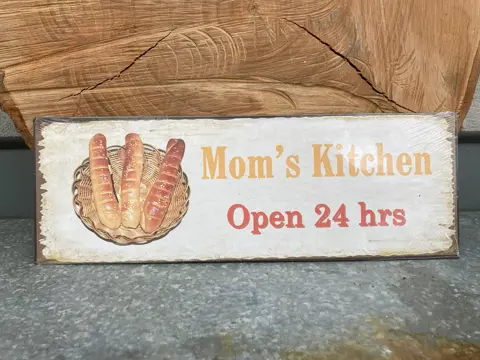 Mom's Kitchen
Open 24 hrs